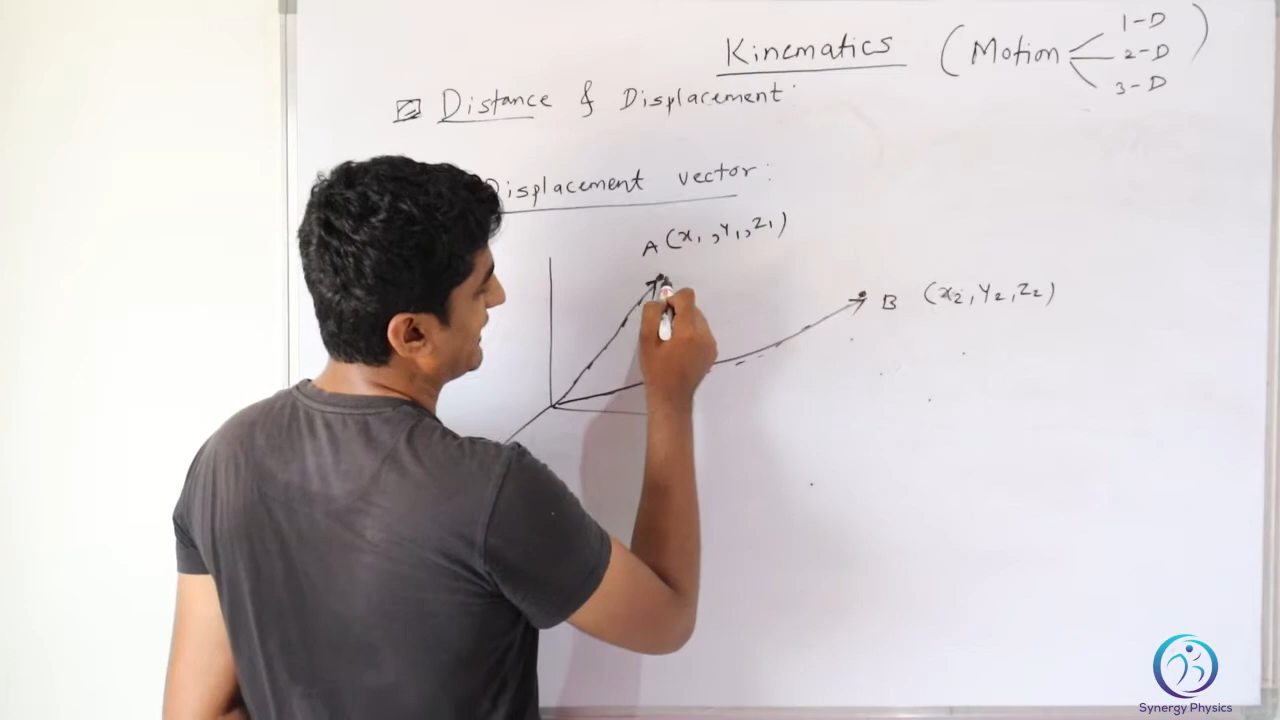 Kinematics (Motion 1-D
2-D
3-D)
Distance & Displacement
Displacement vector:
A (x₁, y₁, z₁)
B (x₂, y₂, z₂)
Synergy Physics